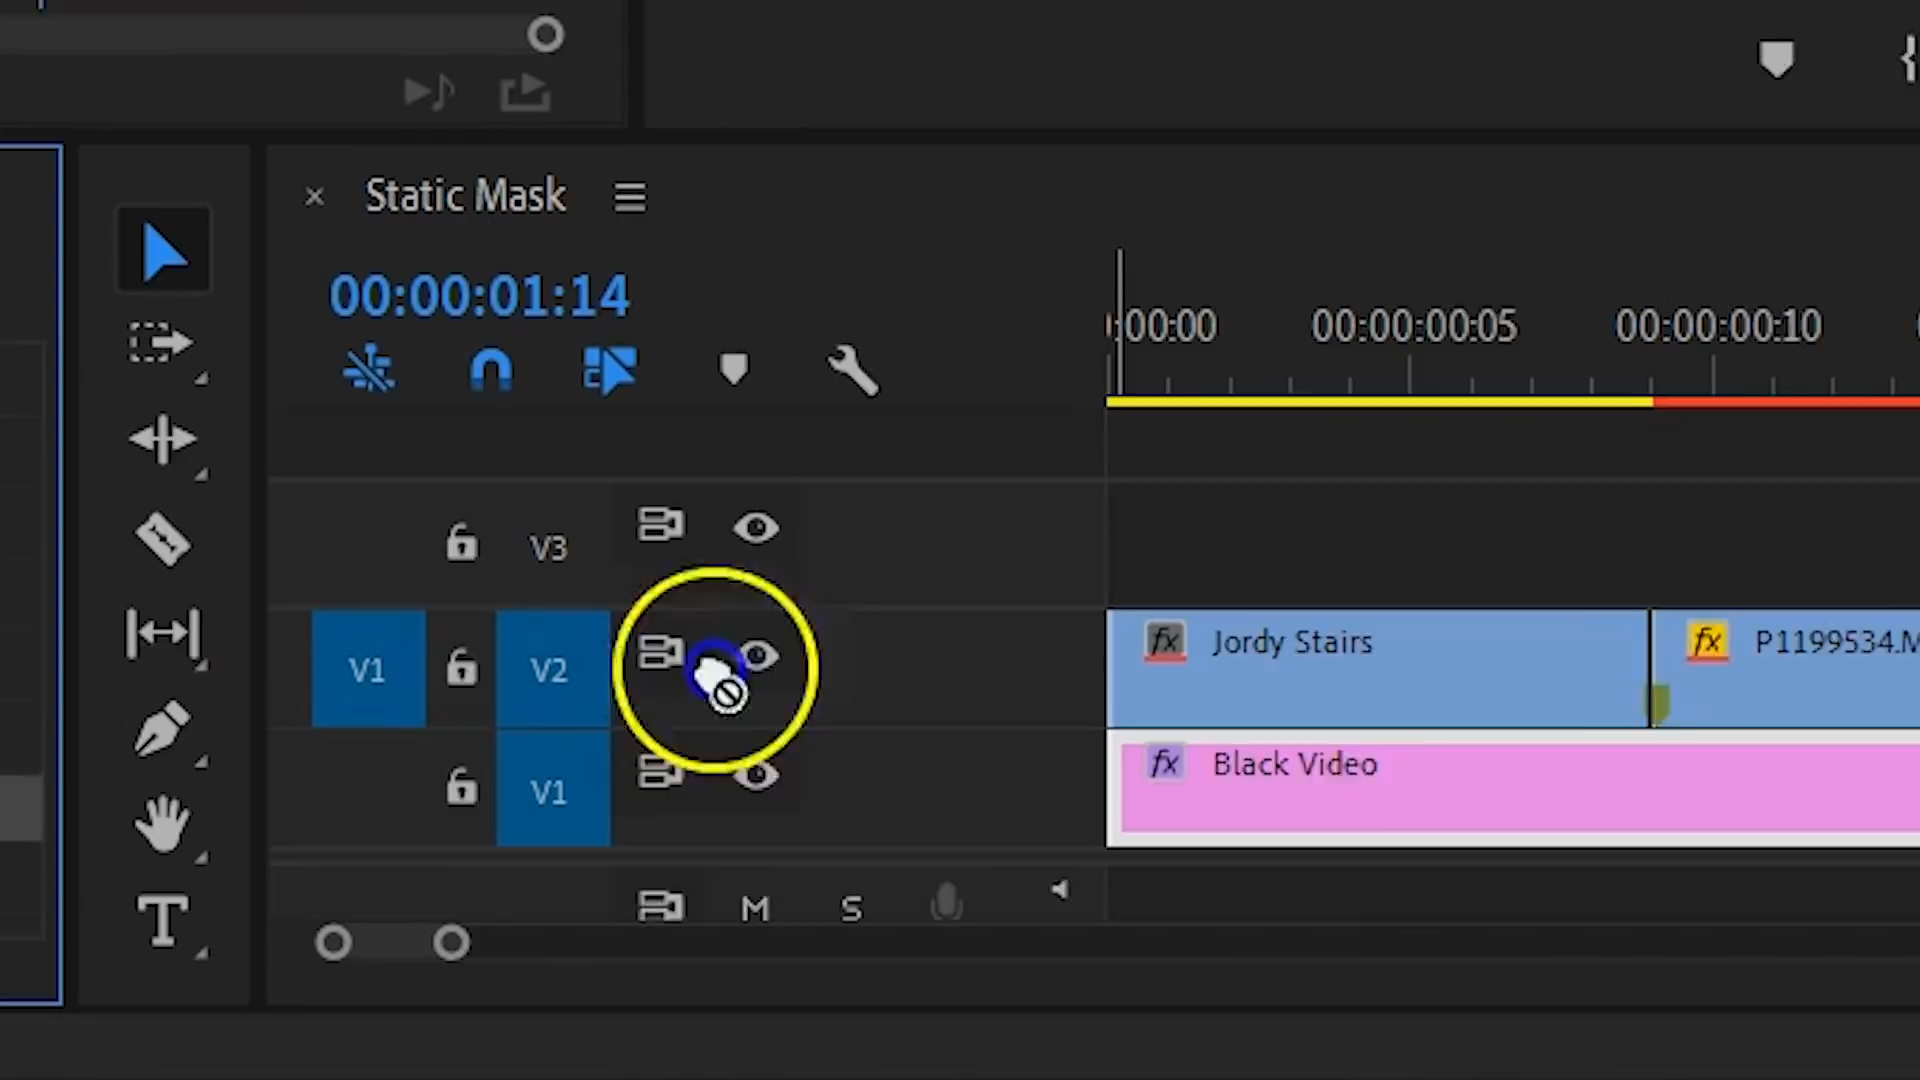 Static Mask
00:00:01:14
:00:00 00:00:00:05 00:00:00:10
V3
V1 V2 fx Jordy Stairs fx P1199534.M
V1 fx Black Video
M S
T